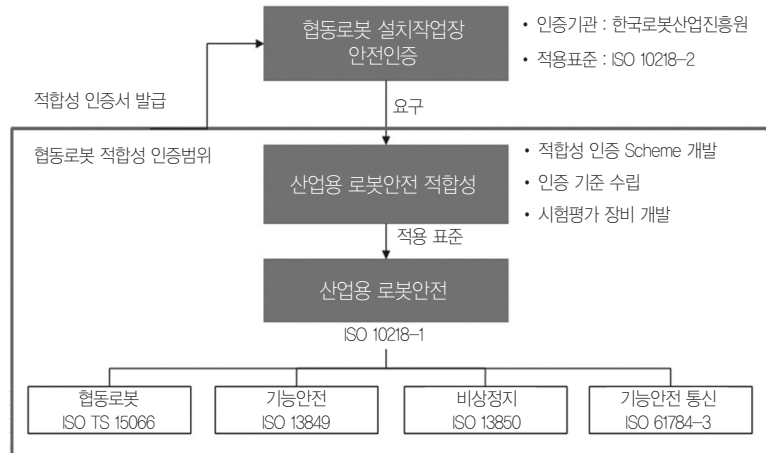 협동로봇 설치작업장
안전인증
• 인증기관 : 한국로봇산업진흥원
• 적용표준 : ISO 10218-2
적합성 인증서 발급
요구
협동로봇 적합성 인증범위
산업용 로봇안전 적합성
• 적합성 인증 Scheme 개발
• 인증 기준 수립
• 시험평가 장비 개발
적용 표준
산업용 로봇안전
ISO 10218-1
협동로봇
ISO TS 15066
기능안전
ISO 13849
비상정지
ISO 13850
기능안전 통신
ISO 61784-3